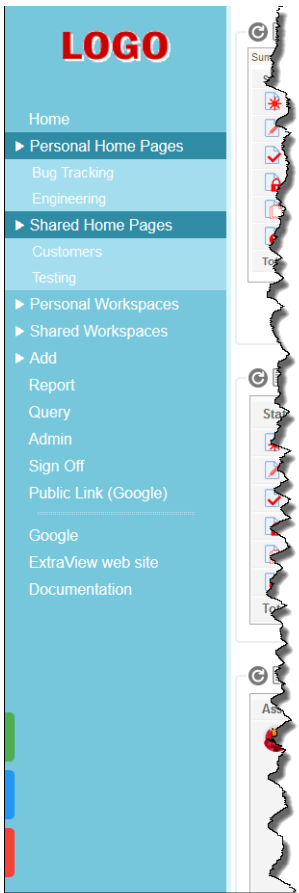 LOGO
Home
Personal Home Pages
Bug Tracking
Engineering
Shared Home Pages
Customers
Testing
Personal Workspaces
Shared Workspaces
Add
Report
Query
Admin
Sign Off
Public Link (Google)
Google
ExtraView web site
Documentation